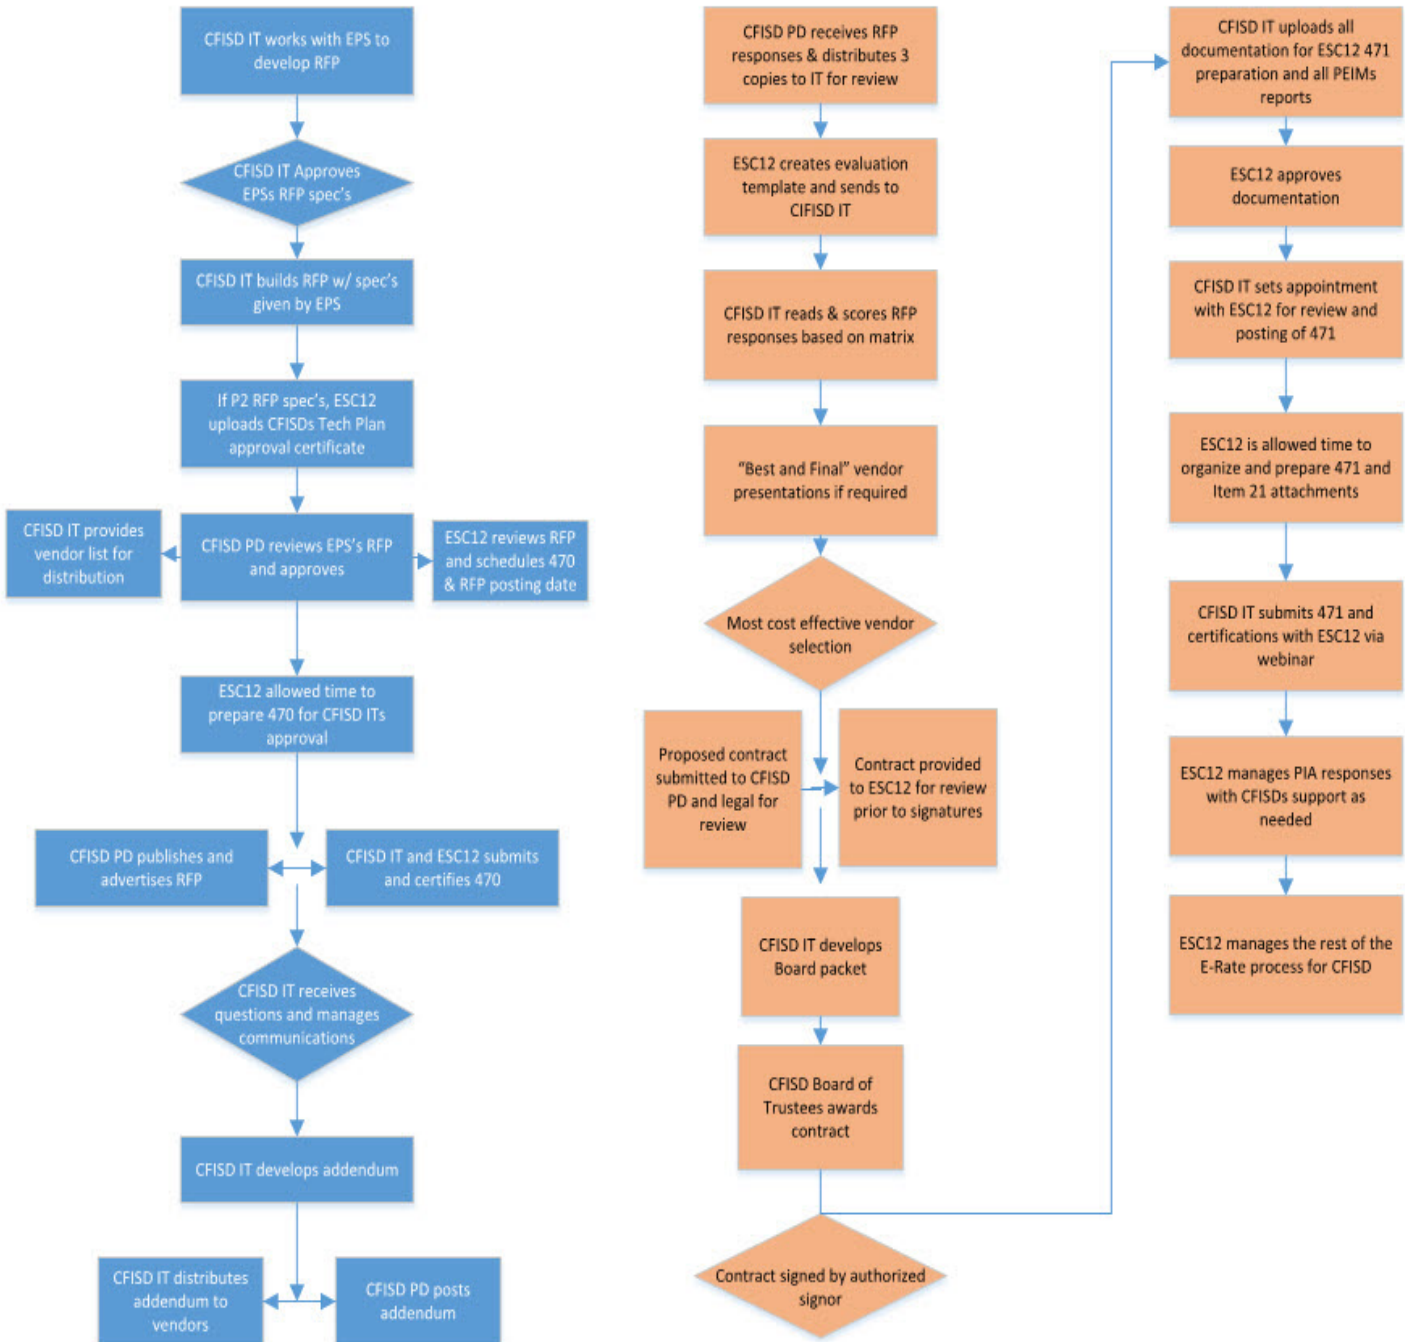 CFISD IT works with EPS to
develop RFP
CFISD IT Approves
EPSs RFP spec's
CFISD IT builds RFP w/ spec's
given by EPS
If P2 RFP spec's, ESC12
uploads CFISDs Tech Plan
approval certificate
CFISD IT provides
vendor list for
distribution
CFISD PD reviews EPS's RFP
and approves
ESC12 reviews RFP
and schedules 470
& RFP posting date
ESC12 allowed time to
prepare 470 for CFISD ITs
approval
CFISD PD publishes and
advertises RFP
CFISD IT and ESC12 submits
and certifies 470
CFISD IT receives
questions and manages
communications
CFISD IT develops addendum
CFISD IT distributes
addendum to
vendors
CFISD PD posts
addendum
CFISD PD receives RFP
responses & distributes 3
copies to IT for review
ESC12 creates evaluation
template and sends to
CIFISD IT
CFISD IT reads & scores RFP
responses based on matrix
"Best and Final" vendor
presentations if required
Most cost effective vendor
selection
Proposed contract
submitted to CFISD
PD and legal for
review
Contract provided
to ESC12 for review
prior to signatures
CFISD IT develops
Board packet
CFISD Board of
Trustees awards
contract
Contract signed by authorized
signor
CFISD IT uploads all
documentation for ESC12 471
preparation and all PEIMs
reports
ESC12 approves
documentation
CFISD IT sets appointment
with ESC12 for review and
posting of 471
ESC12 is allowed time to
organize and prepare 471 and
Item 21 attachments
CFISD IT submits 471 and
certifications with ESC12 via
webinar
ESC12 manages PIA responses
with CFISDs support as
needed
ESC12 manages the rest of the
E-Rate process for CFISD